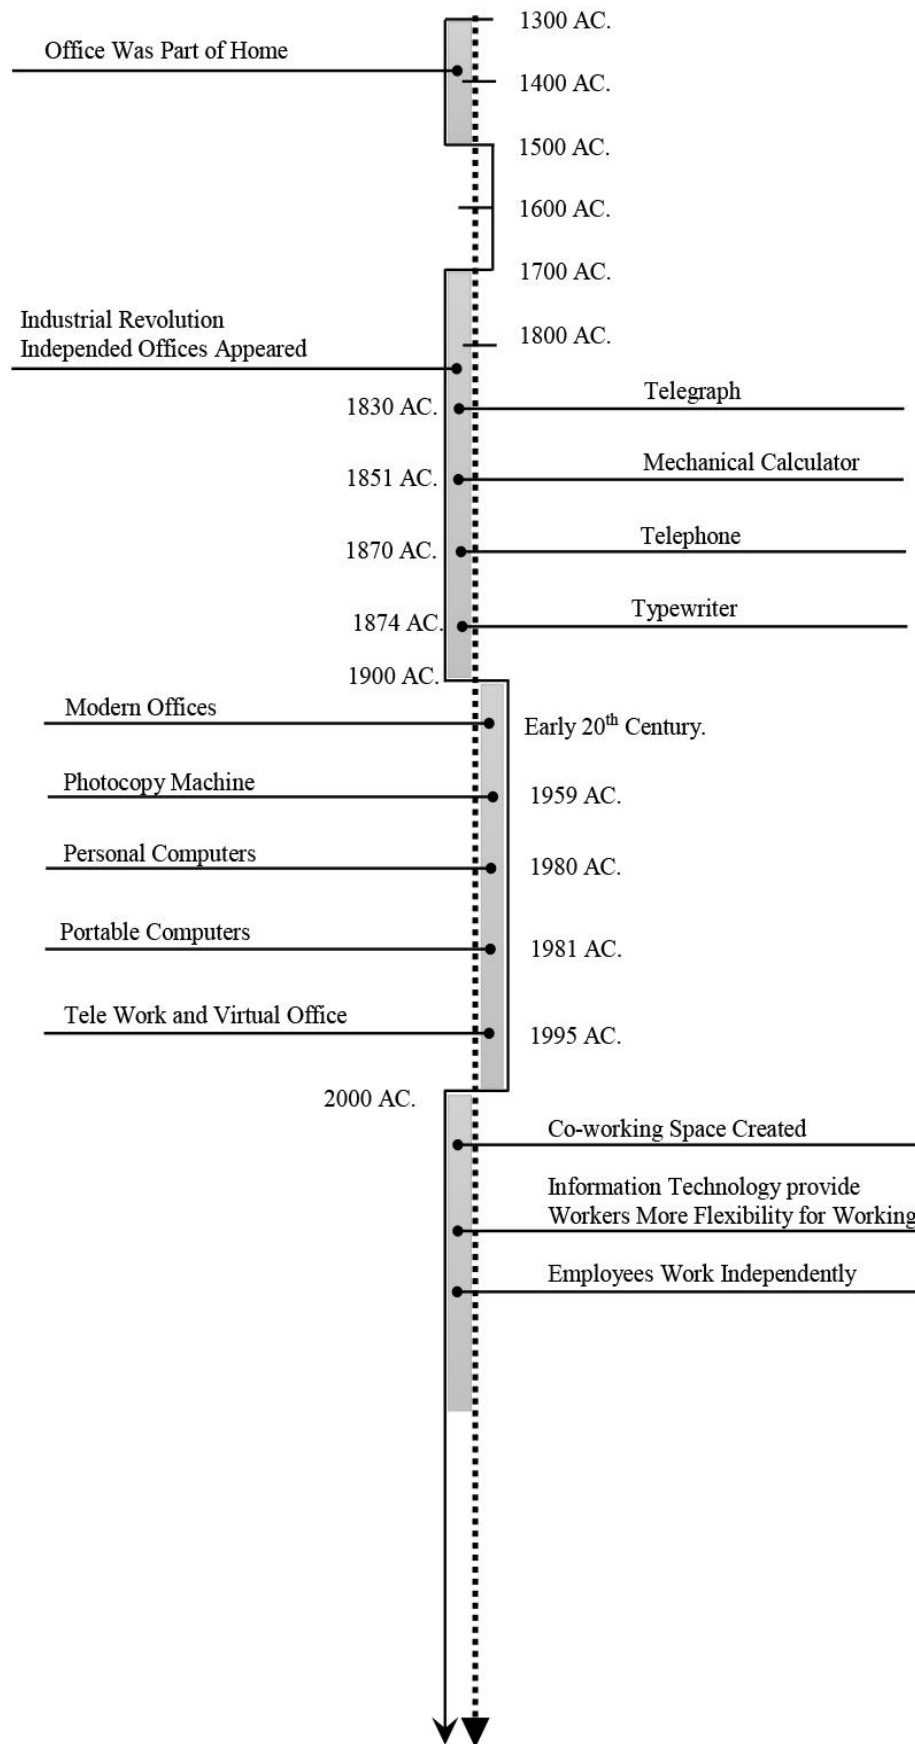 1300 AC.
Office Was Part of Home
1400 AC.
1500 AC.
1600 AC.
1700 AC.
Industrial Revolution
Independed Offices Appeared
1800 AC.
1830 AC.
Telegraph
1851 AC.
Mechanical Calculator
1870 AC.
Telephone
1874 AC.
Typewriter
1900 AC.
Modern Offices
Early 20th Century.
Photocopy Machine
1959 AC.
Personal Computers
1980 AC.
Portable Computers
1981 AC.
Tele Work and Virtual Office
1995 AC.
2000 AC.
Co-working Space Created
Information Technology provide
Workers More Flexibility for Working
Employees Work Independently